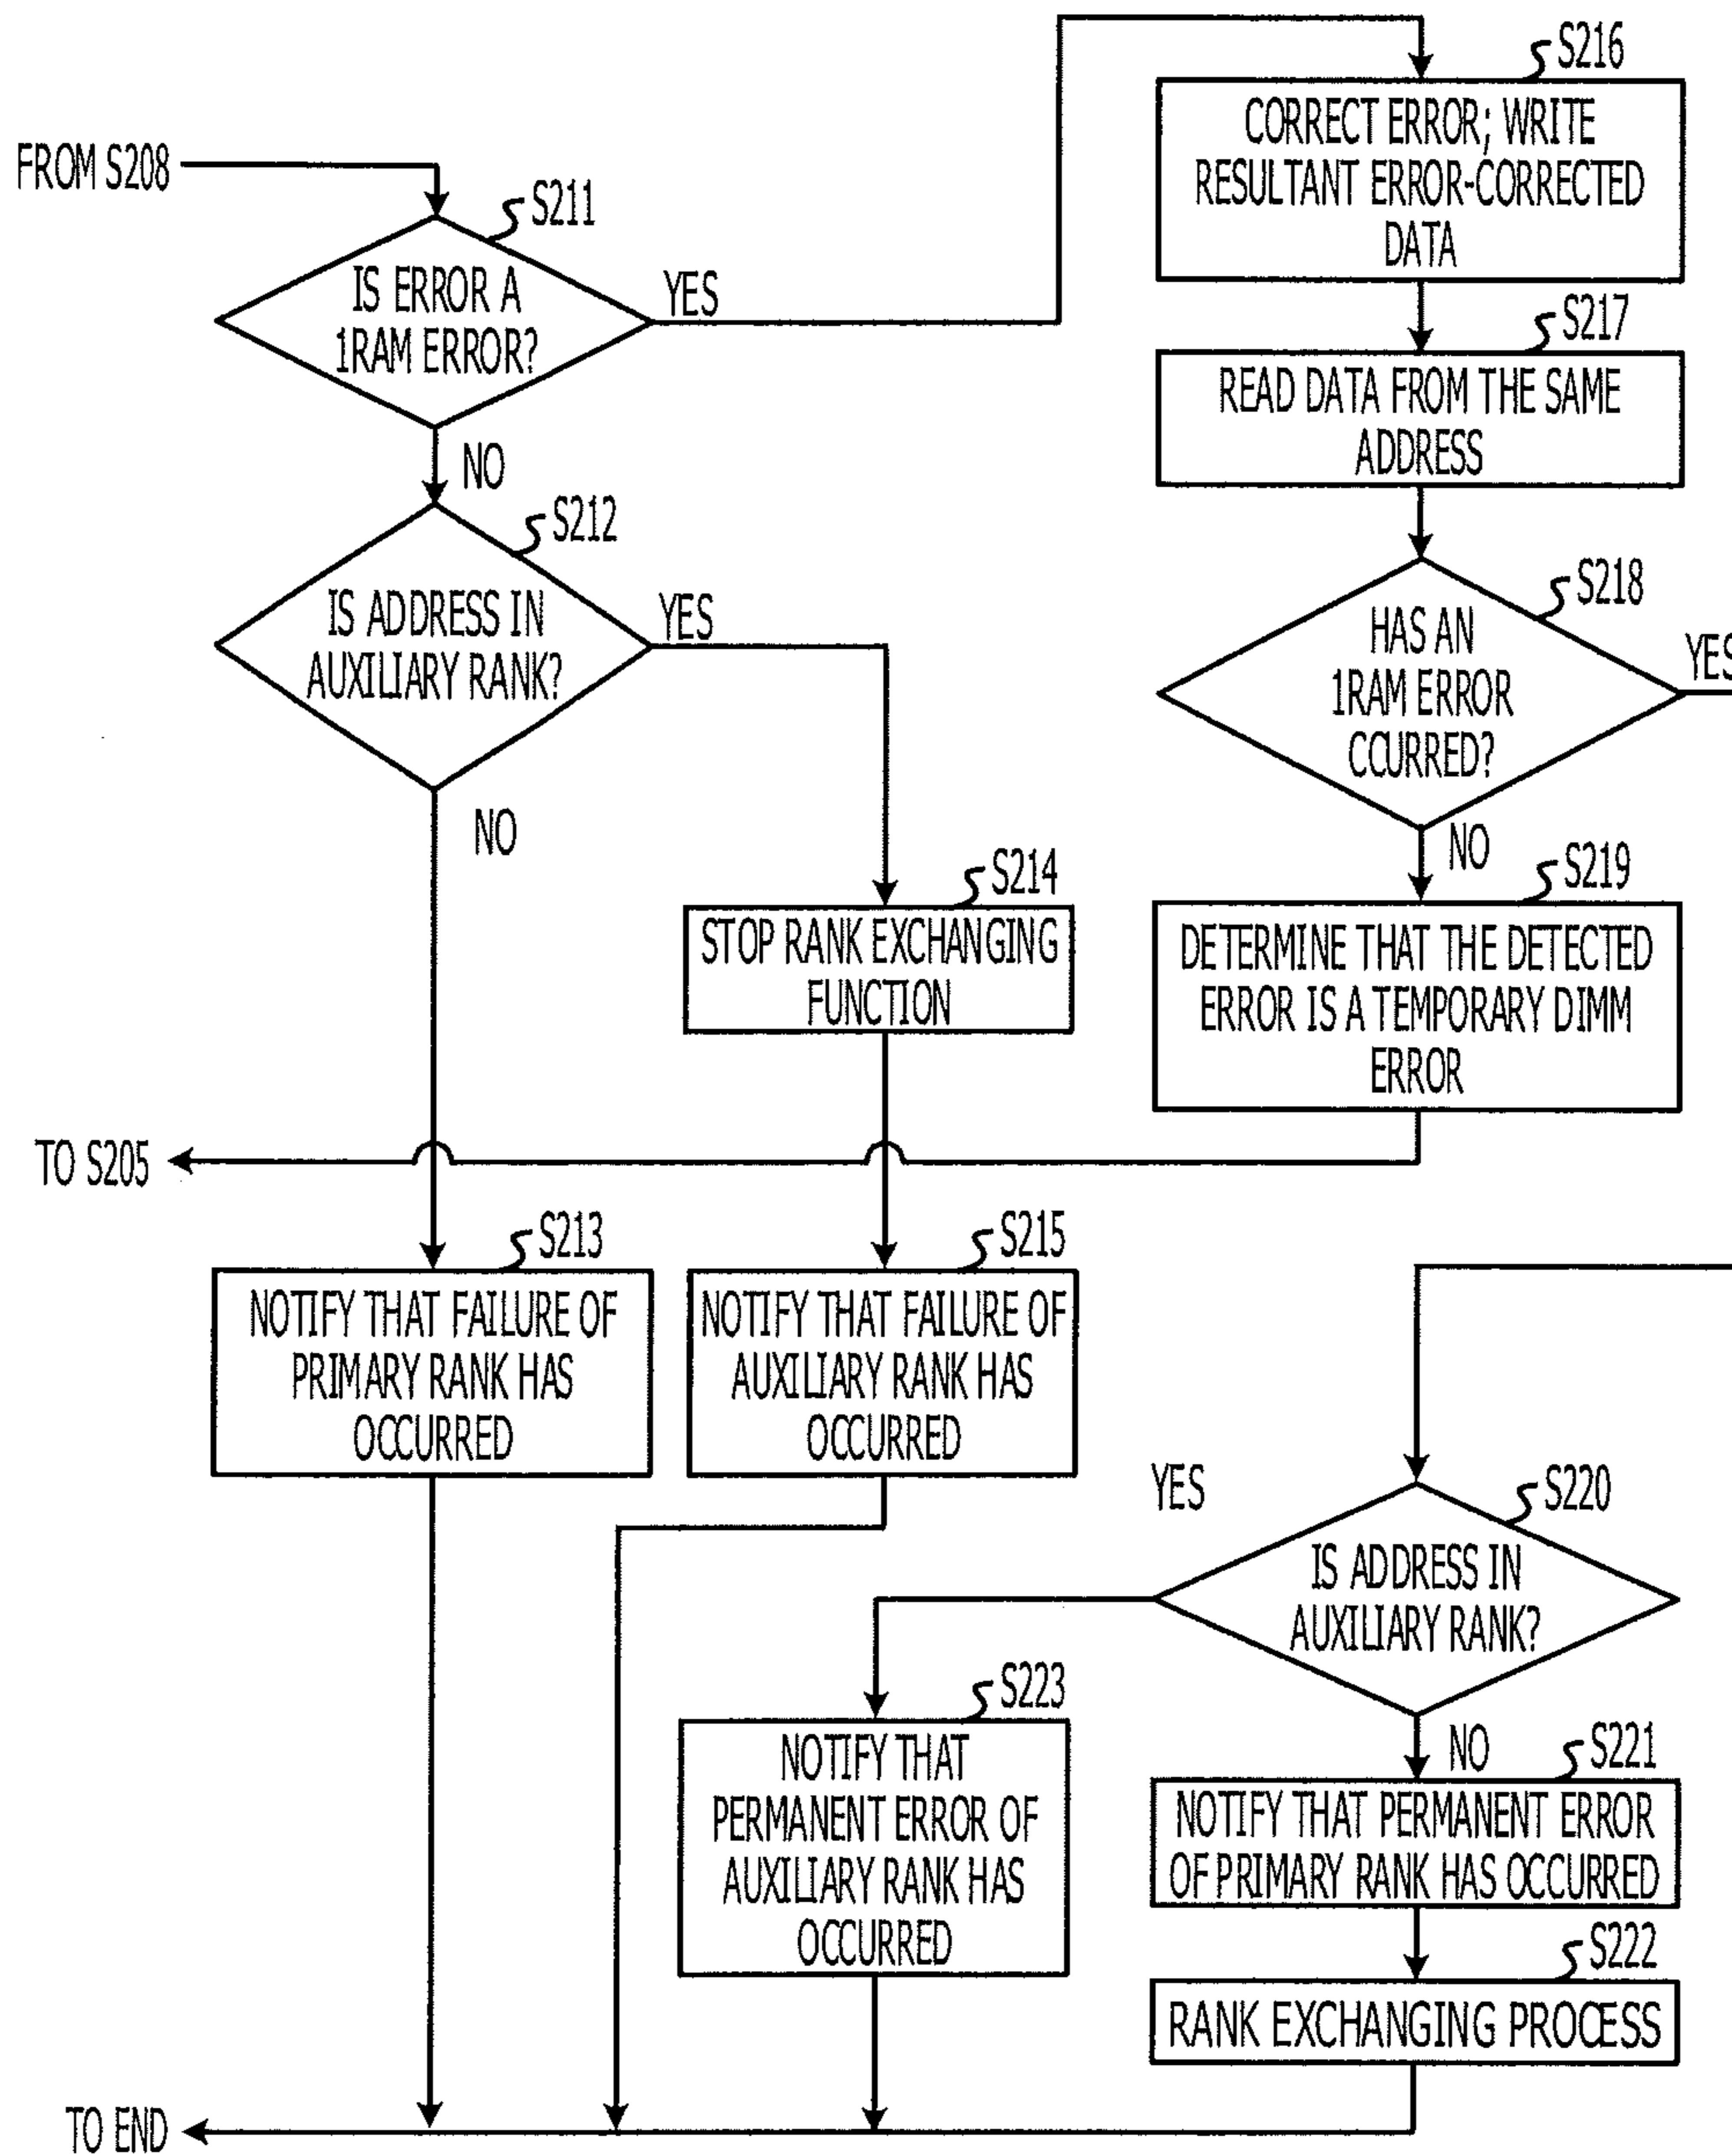 FROM S208
S211
IS ERROR A
1RAM ERROR?
YES
NO
S212
IS ADDRESS IN
AUXILIARY RANK?
YES
NO
S214
STOP RANK EXCHANGING
FUNCTION
S216
CORRECT ERROR; WRITE
RESULTANT ERROR-CORRECTED
DATA
S217
READ DATA FROM THE SAME
ADDRESS
S218
HAS AN
1RAM ERROR
CCURRED?
YES
NO
S219
DETERMINE THAT THE DETECTED
ERROR IS A TEMPORARY DIMM
ERROR
TO S205
S213
NOTIFY THAT FAILURE OF
PRIMARY RANK HAS
OCCURRED
S215
NOTIFY THAT FAILURE OF
AUXILIARY RANK HAS
OCCURRED
YES
S220
IS ADDRESS IN
AUXILIARY RANK?
NO
S223
NOTIFY THAT
PERMANENT ERROR OF
AUXILIARY RANK HAS
OCCURRED
S221
NOTIFY THAT PERMANENT ERROR
OF PRIMARY RANK HAS OCCURRED
S222
RANK EXCHANGING PROCESS
TO END